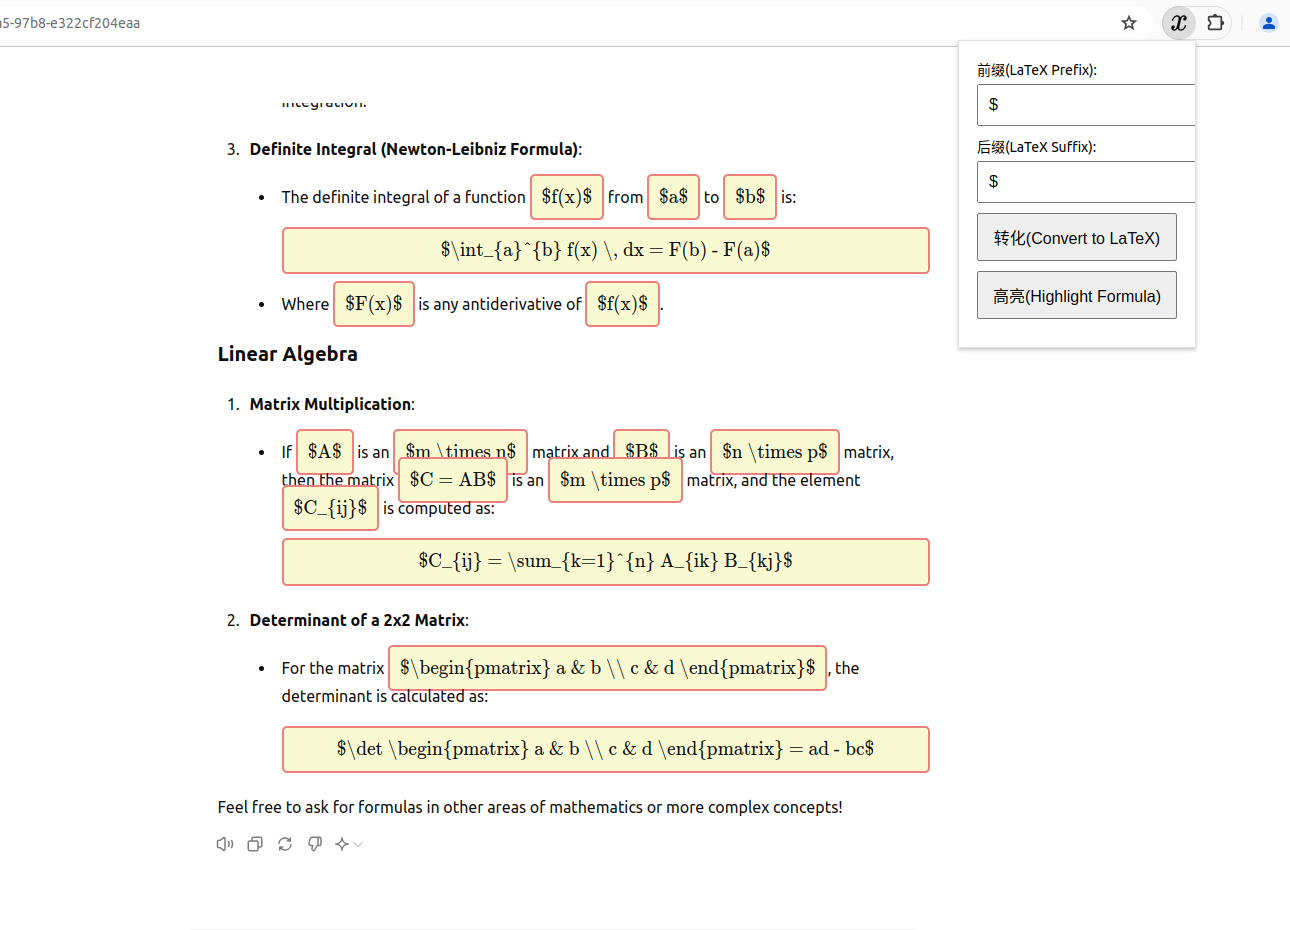 a5-97b8-e322cf204eaa
x
前缀(LaTeX Prefix):
$
后缀(LaTeX Suffix):
$
转化(Convert to LaTeX)
高亮(Highlight Formula)
integration.
3. Definite Integral (Newton-Leibniz Formula):
• The definite integral of a function $f(x)$ from $a$ to $b$ is:
$\int_{a}^{b} f(x) \, dx = F(b) - F(a)$
• Where $F(x)$ is any antiderivative of $f(x)$.
Linear Algebra
1. Matrix Multiplication:
• If $A$ is an $m \times n$ matrix and $B$ is an $n \times p$ matrix,
then the matrix $C = AB$ is an $m \times p$ matrix, and the element
$C_{ij}$ is computed as:
$C_{ij} = \sum_{k=1}^{n} A_{ik} B_{kj}$
2. Determinant of a 2x2 Matrix:
• For the matrix $\begin{pmatrix} a & b \\ c & d \end{pmatrix}$, the
determinant is calculated as:
$\det \begin{pmatrix} a & b \\ c & d \end{pmatrix} = ad - bc$
Feel free to ask for formulas in other areas of mathematics or more complex concepts!